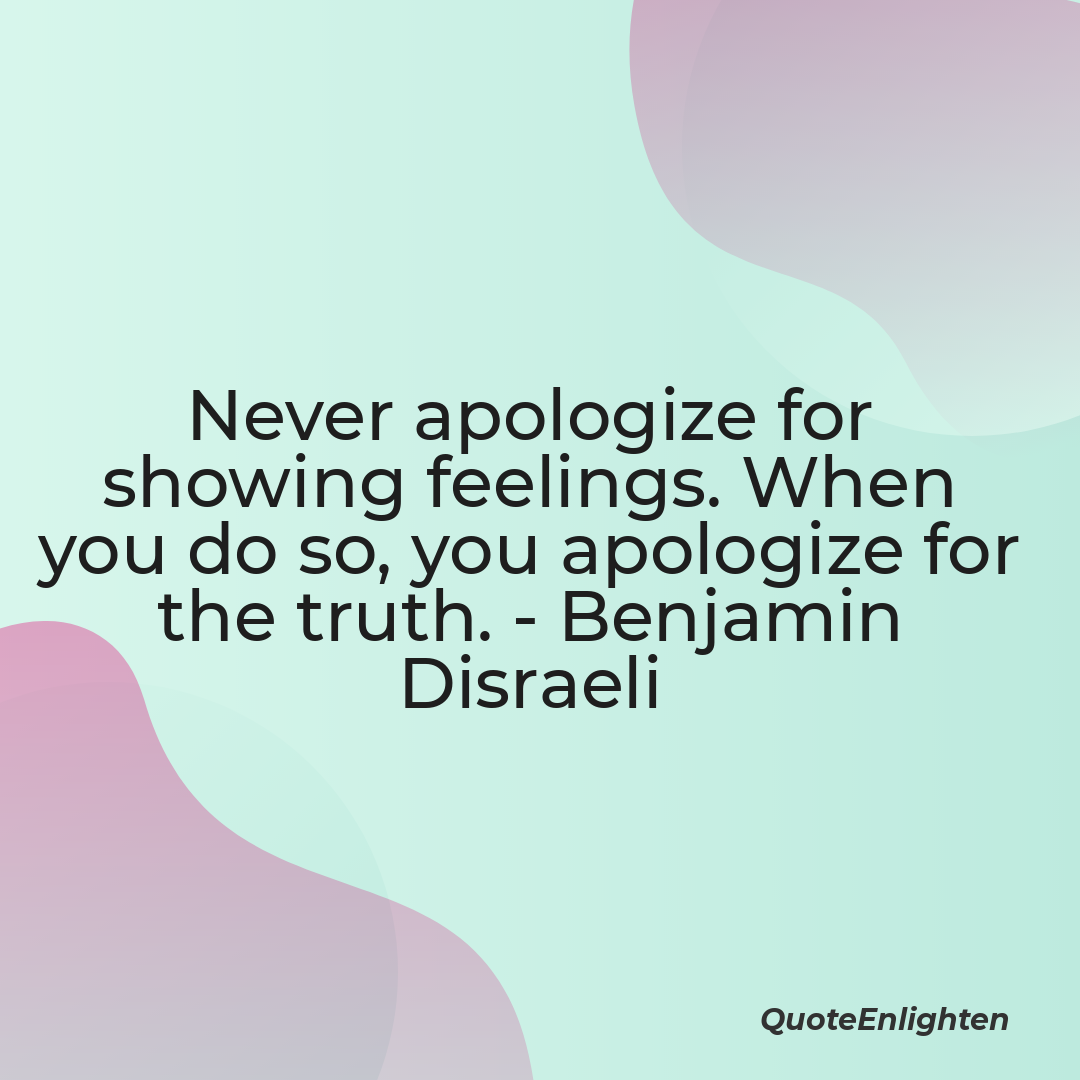 Never apologize for
showing feelings. When
you do so, you apologize for
the truth. - Benjamin
Disraeli
QuoteEnlighten